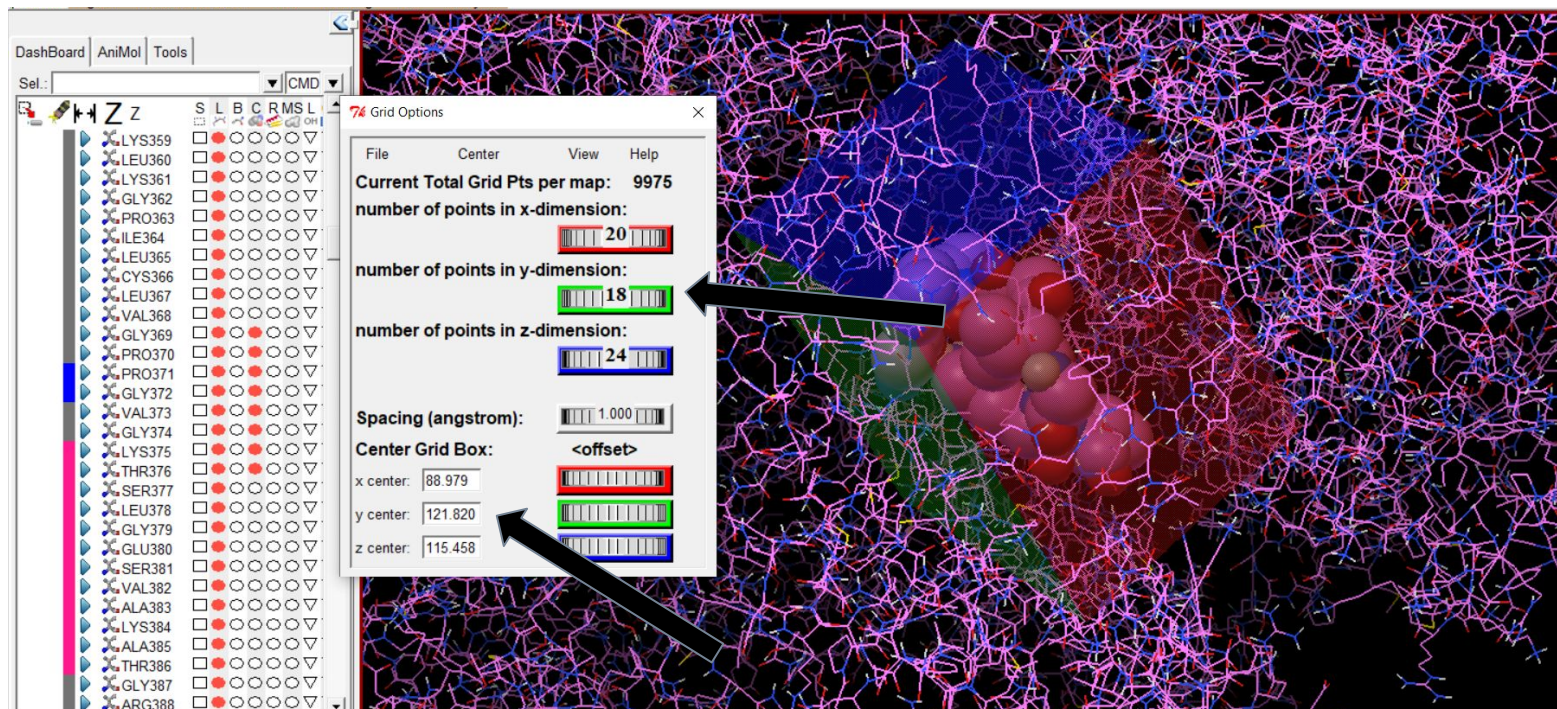 DashBoard AniMol Tools
Sel.: CMD
Z Z S L B C R MS L
OH
LYS359
LEU360
LYS361
GLY362
PRO363
ILE364
LEU365
CYS366
LEU367
VAL368
GLY369
PRO370
PRO371
GLY372
VAL373
GLY374
LYS375
THR376
SER377
LEU378
GLY379
GLU380
SER381
VAL382
ALA383
LYS384
ALA385
THR386
GLY387
ARG388
Grid Options
File Center View Help
Current Total Grid Pts per map: 9975
number of points in x-dimension:
20
number of points in y-dimension:
18
number of points in z-dimension:
24
Spacing (angstrom): 1.000
Center Grid Box: <offset>
x center: 88.979
y center: 121.820
z center: 115.458